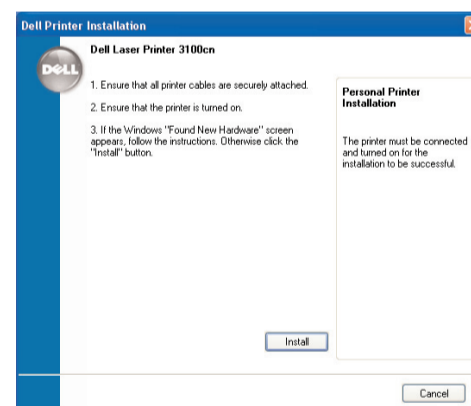 Dell Printer Installation
Dell Laser Printer 3100cn
DELL
1. Ensure that all printer cables are securely attached.
2. Ensure that the printer is turned on.
3. If the Windows "Found New Hardware" screen
appears, follow the instructions. Otherwise click the
"Install" button.
Personal Printer
Installation
The printer must be connected
and turned on for the
installation to be successful.
Install
Cancel